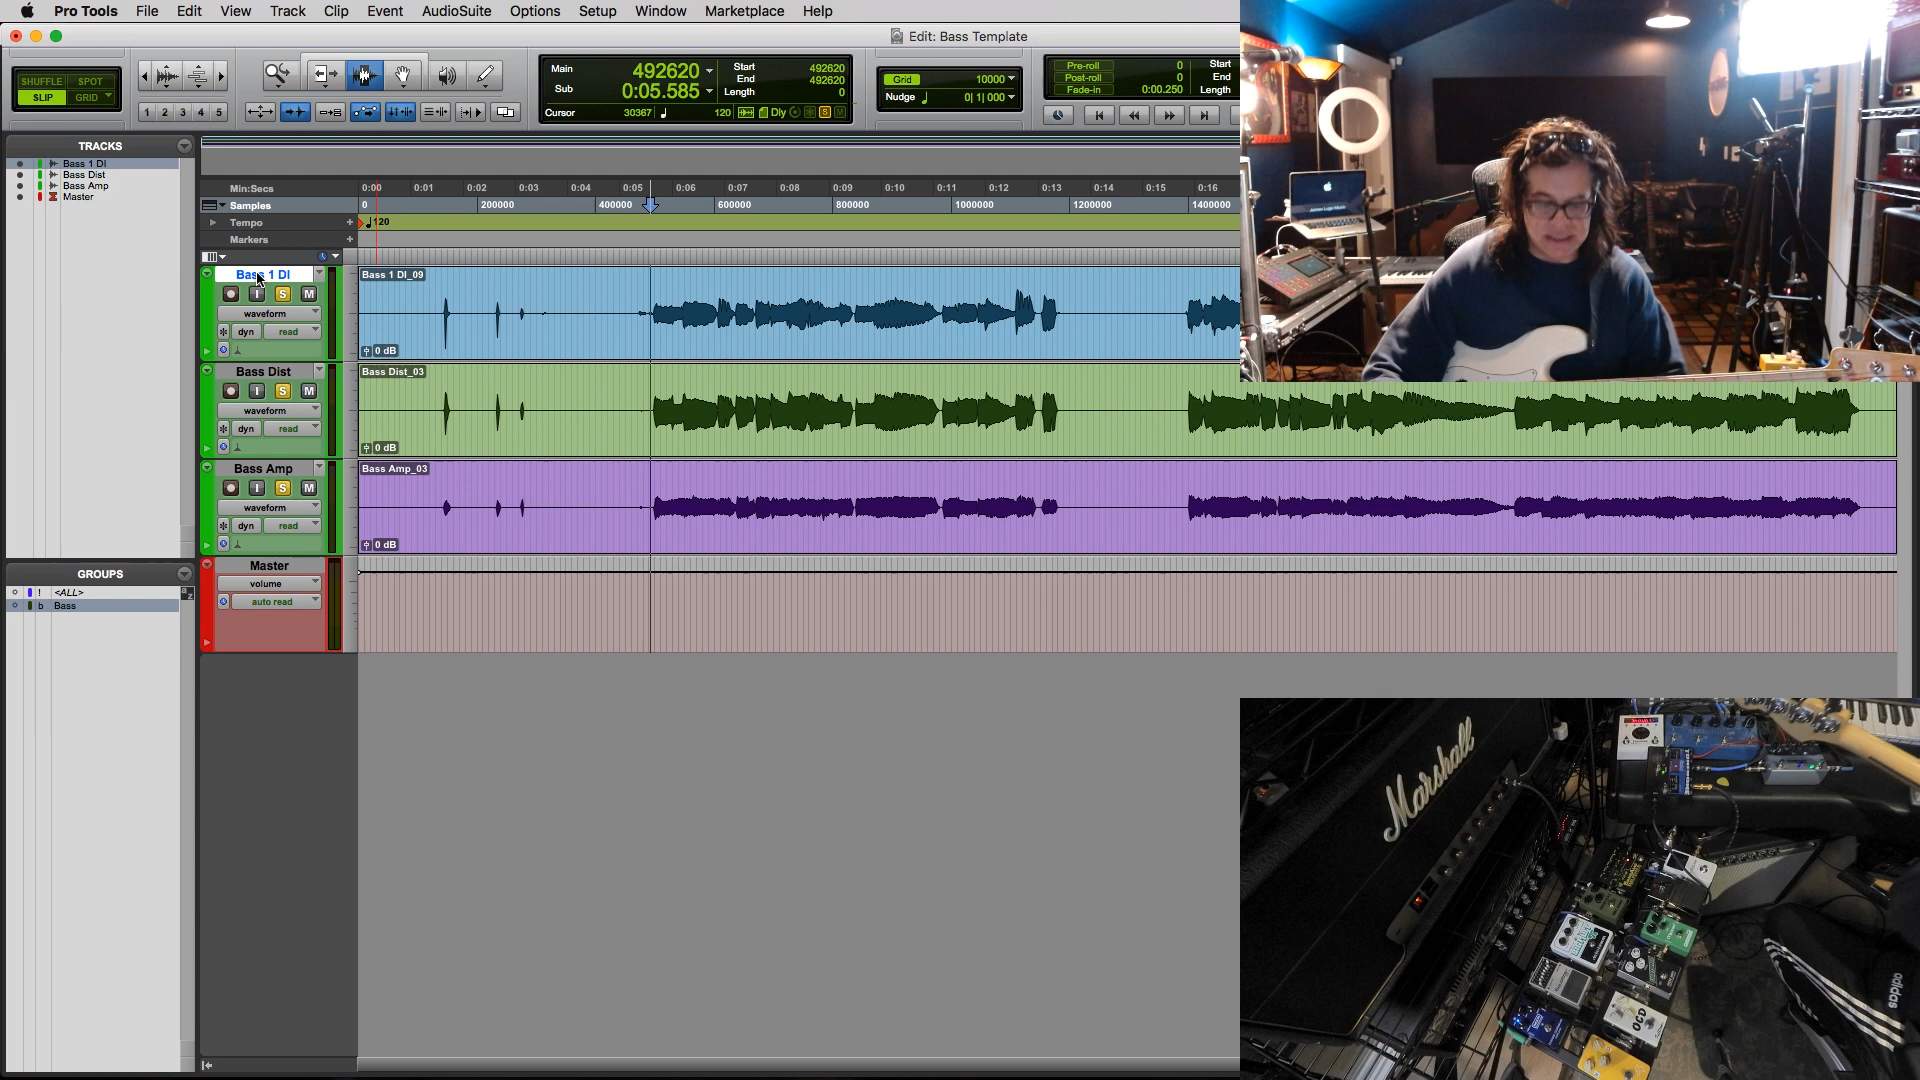 Pro Tools File Edit View Track Clip Event AudioSuite Options Setup Window Marketplace Help
Edit: Bass Template
SHUFFLE SPOT
SLIP GRID
1 2 3 4 5
Main 492620
Sub 0:05.585
Start 492620
End 492620
Length 0
Cursor 30367 120 Dly S
Grid 10000
Nudge 0| 1| 000
Pre-roll 0
Post-roll 0
Fade-in 0:00.250
Start
End
Length
TRACKS
Bass 1 DI
Bass Dist
Bass Amp
Master
GROUPS
! <ALL>
b Bass
a z
Min:Secs 0:00 0:01 0:02 0:03 0:04 0:05 0:06 0:07 0:08 0:09 0:10 0:11 0:12 0:13 0:14 0:15 0:16
Samples 0 200000 400000 600000 800000 1000000 1200000 1400000
Tempo + 120
Markers +
Bass 1 DI
I S M
waveform
dyn read
Bass 1 DI_09
0 dB
Bass Dist
I S M
waveform
dyn read
Bass Dist_03
0 dB
Bass Amp
I S M
waveform
dyn read
Bass Amp_03
0 dB
Master
volume
auto read
Marshall
OCD
adidas